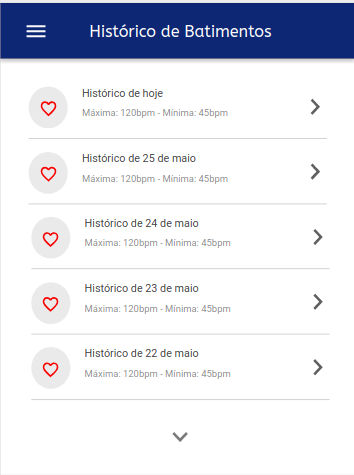 Histórico de Batimentos
Histórico de hoje
Máxima: 120bpm - Mínima: 45bpm
Histórico de 25 de maio
Máxima: 120bpm - Mínima: 45bpm
Histórico de 24 de maio
Máxima: 120bpm - Mínima: 45bpm
Histórico de 23 de maio
Máxima: 120bpm - Mínima: 45bpm
Histórico de 22 de maio
Máxima: 120bpm - Mínima: 45bpm